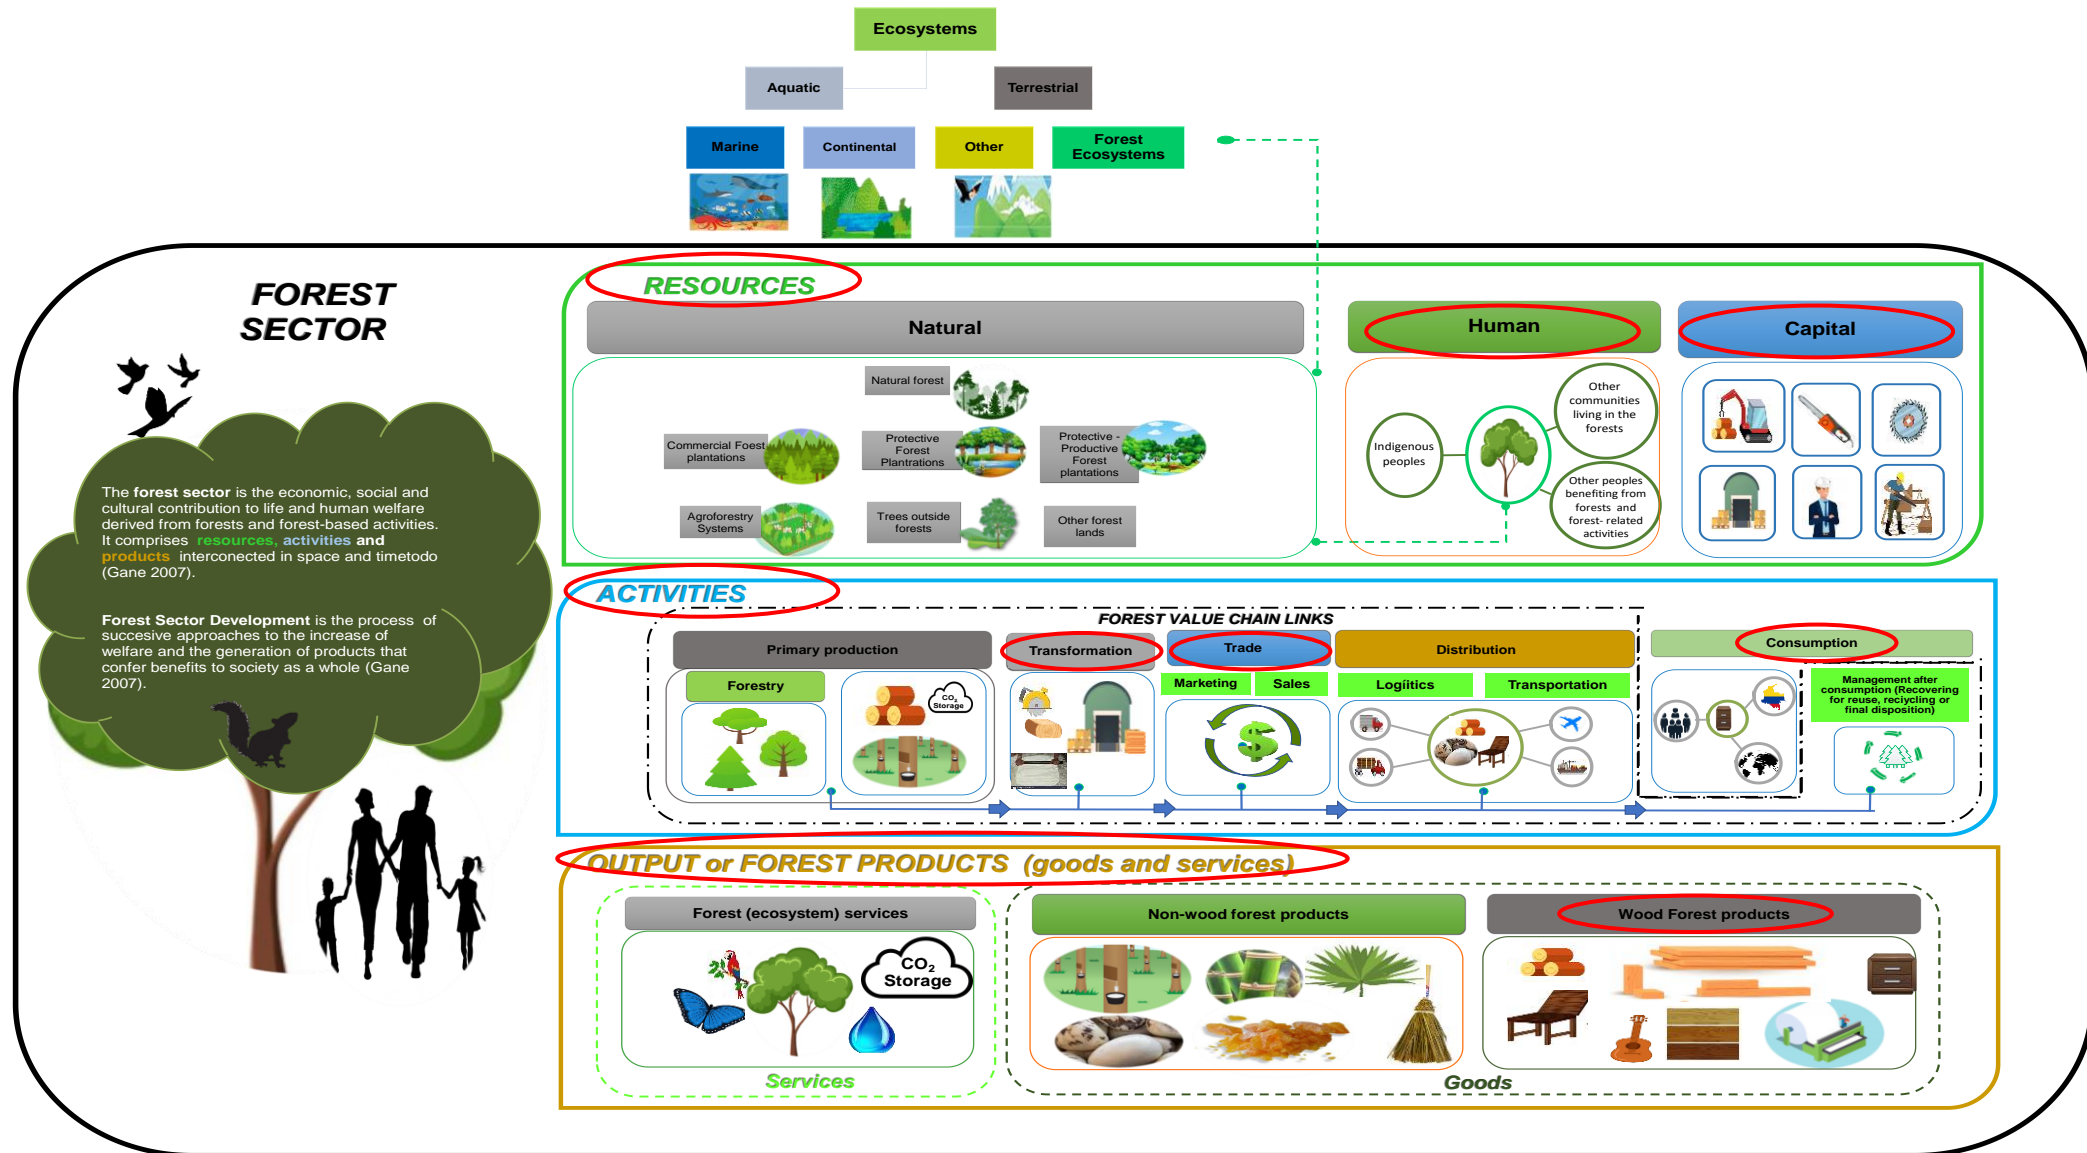 Ecosystems
Aquatic
Terrestrial
Marine
Continental
Other
Forest
Ecosystems
FOREST
SECTOR
The forest sector is the economic, social and
cultural contribution to life and human welfare
derived from forests and forest-based activities.
It comprises resources, activities and
products interconected in space and timetodo
(Gane 2007).
Forest Sector Development is the process of
succesive approaches to the increase of
welfare and the generation of products that
confer benefits to society as a whole (Gane
2007).
RESOURCES
Natural
Natural forest
Commercial Foest
plantations
Protective
Forest
Plantrations
Protective -
Productive
Forest
plantations
Agroforestry
Systems
Trees outside
forests
Other forest
lands
Human
Indigenous
peoples
Other
communities
living in the
forests
Other peoples
benefiting from
forests and
forest- related
activities
Capital
ACTIVITIES
FOREST VALUE CHAIN LINKS
Primary production
Forestry
CO2
Storage
Transformation
Trade
Marketing
Sales
Distribution
Logíitics
Transportation
Consumption
Management after
consumption (Recovering
for reuse, reciycling or
final disposition)
OUTPUT or FOREST PRODUCTS (goods and services)
Forest (ecosystem) services
CO2
Storage
Services
Non-wood forest products
Wood Forest products
Goods